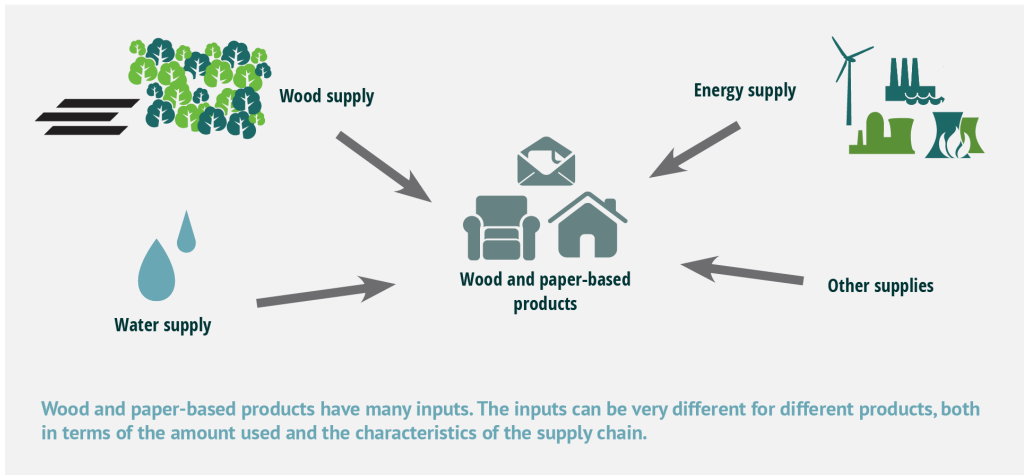 Wood supply
Energy supply
Wood and paper-based
products
Other supplies
Water supply
Wood and paper-based products have many inputs. The inputs can be very different for different products, both
in terms of the amount used and the characteristics of the supply chain.